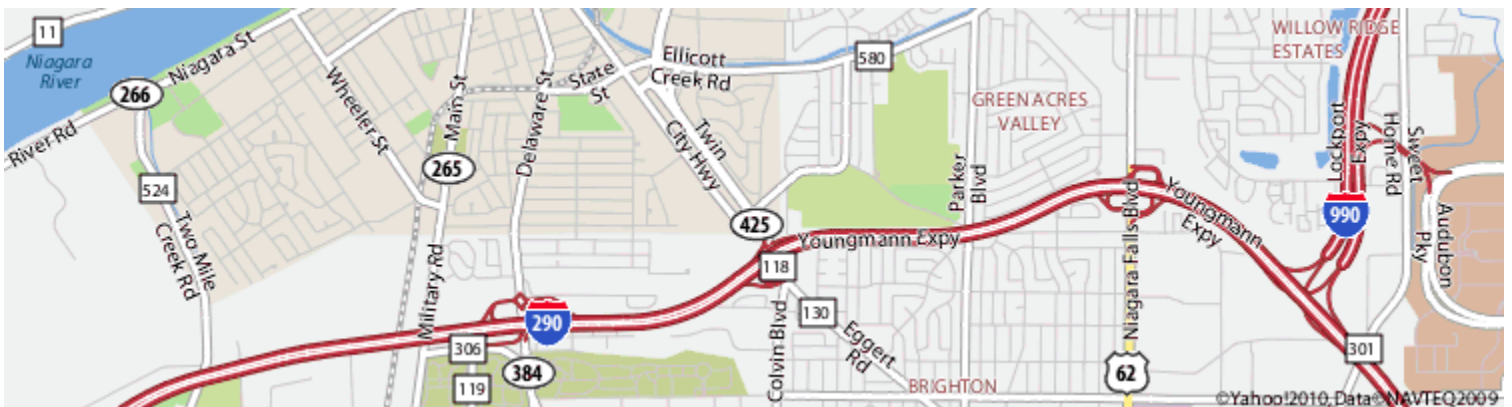 11
Niagara
River
266
Niagara St
River Rd
524
Two Mile
Creek Rd
Wheeler St
Main St
265
Military Rd
Delaware St
State
St
Ellicott
Creek Rd
580
Twin
City Hwy
425
118
Youngmann Expy
290
306
119
384
Colvin Blvd
130
Eggert
Rd
BRIGHTON
GREEN ACRES
VALLEY
Parker
Blvd
Niagara Falls Blvd
62
Youngmann
Expy
WILLOW RIDGE
ESTATES
Lockport
Expy
990
Sweet
Home Rd
Audubon
Pky
301
©Yahoo!2010, Data©NAVTEQ2009